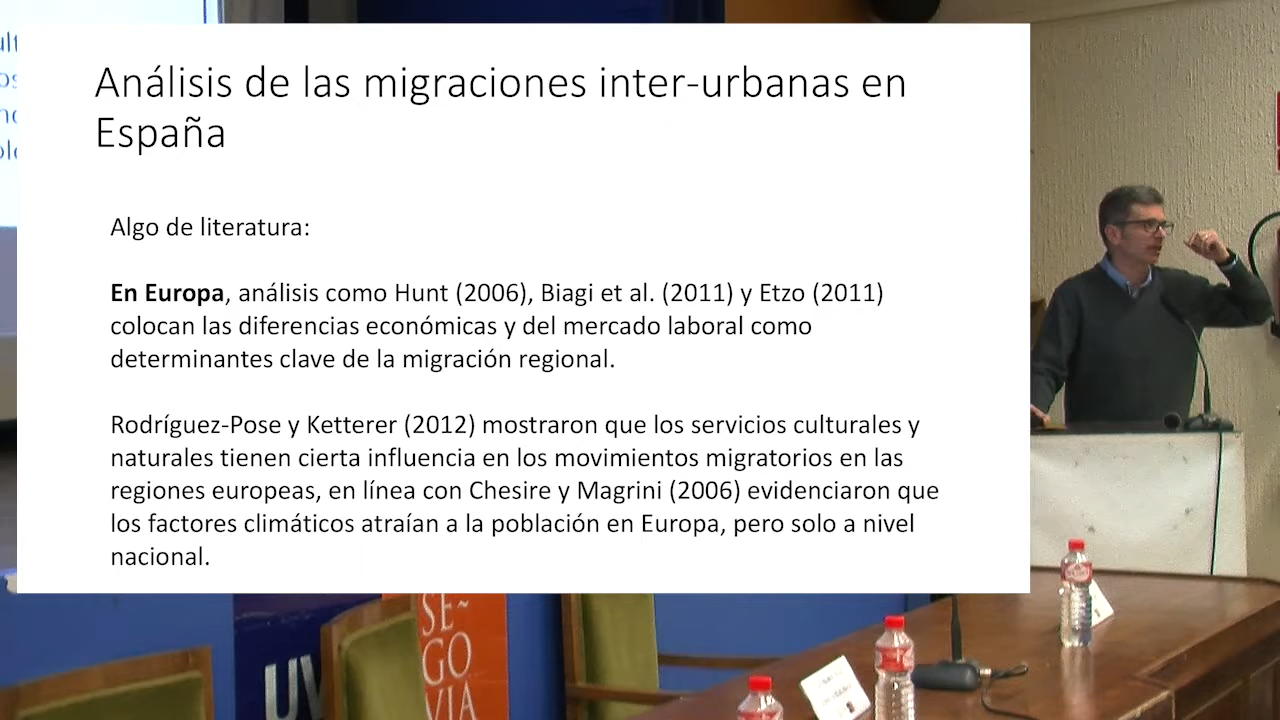 Análisis de las migraciones inter-urbanas en
España
Algo de literatura:
En Europa, análisis como Hunt (2006), Biagi et al. (2011) y Etzo (2011)
colocan las diferencias económicas y del mercado laboral como
determinantes clave de la migración regional.
Rodríguez-Pose y Ketterer (2012) mostraron que los servicios culturales y
naturales tienen cierta influencia en los movimientos migratorios en las
regiones europeas, en línea con Chesire y Magrini (2006) evidenciaron que
los factores climáticos atraían a la población en Europa, pero solo a nivel
nacional.
SE~
GO
VIA